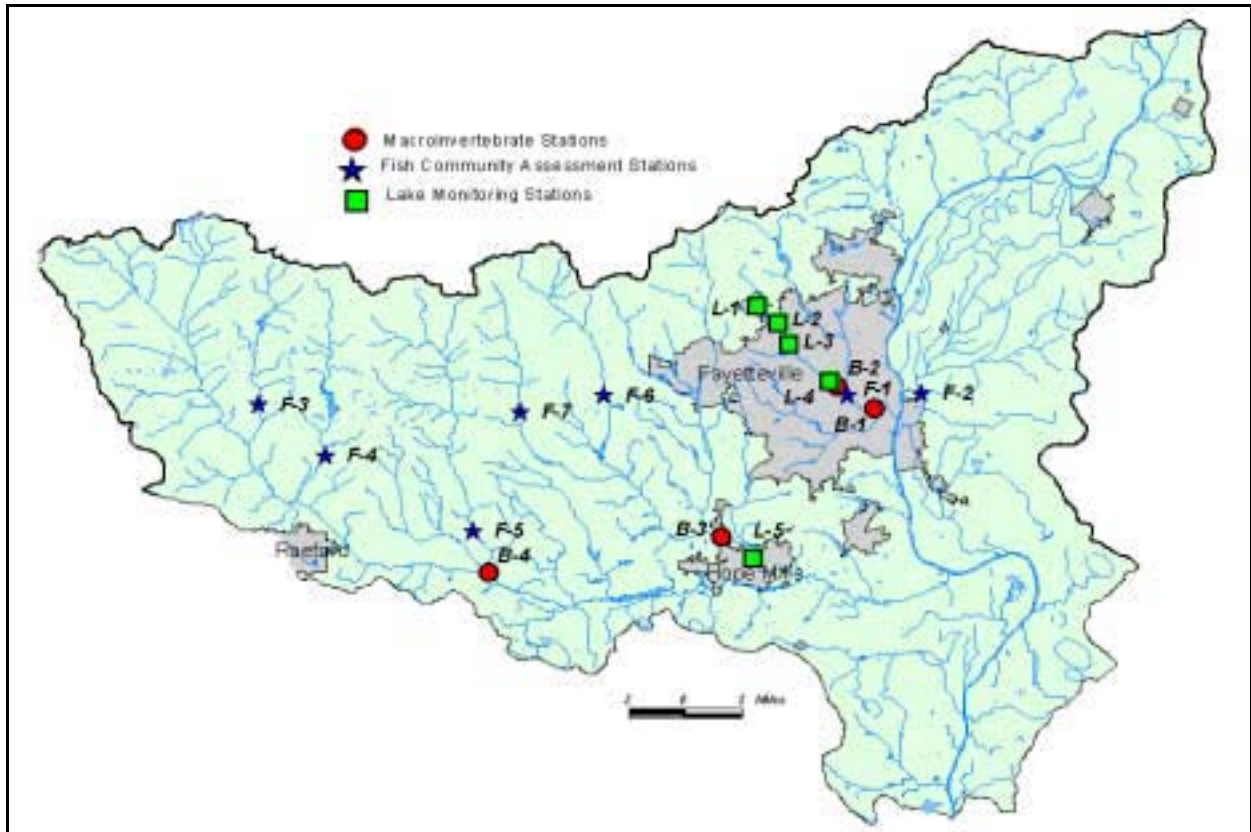 Macroinvertebrate Stations
Fish Community Assessment Stations
Lake Monitoring Stations
L-1
L-2
L-3
Fayetteville
B-2
L-4
F-1
F-2
B-1
F-3
F-7
F-6
F-4
F-5
B-3
L-5
Raeford
B-4
Hope Mills
Miles